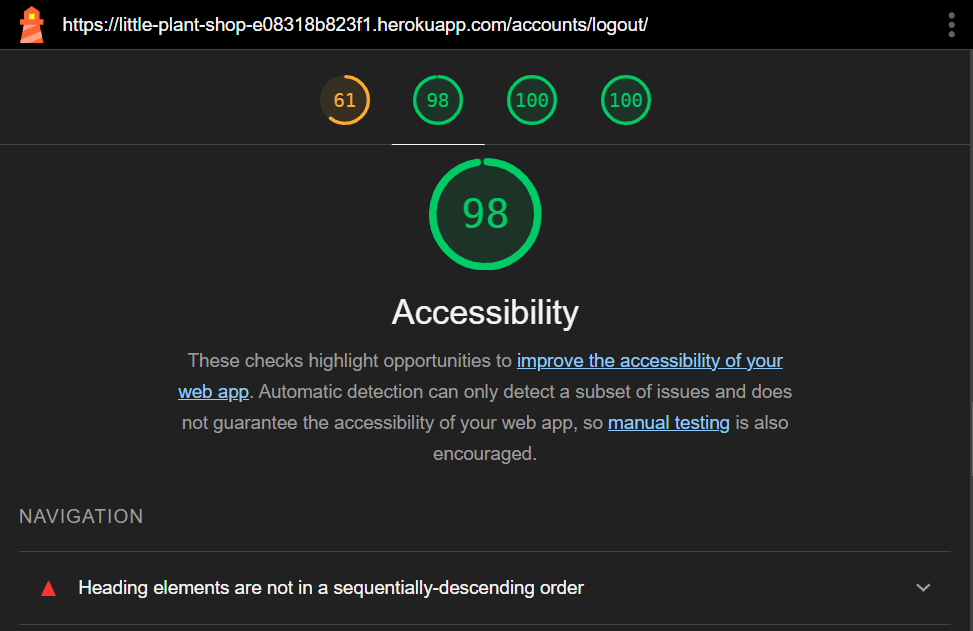 https://little-plant-shop-e08318b823f1.herokuapp.com/accounts/logout/
61 98 100 100
98
Accessibility
These checks highlight opportunities to improve the accessibility of your
web app. Automatic detection can only detect a subset of issues and does
not guarantee the accessibility of your web app, so manual testing is also
encouraged.
NAVIGATION
Heading elements are not in a sequentially-descending order